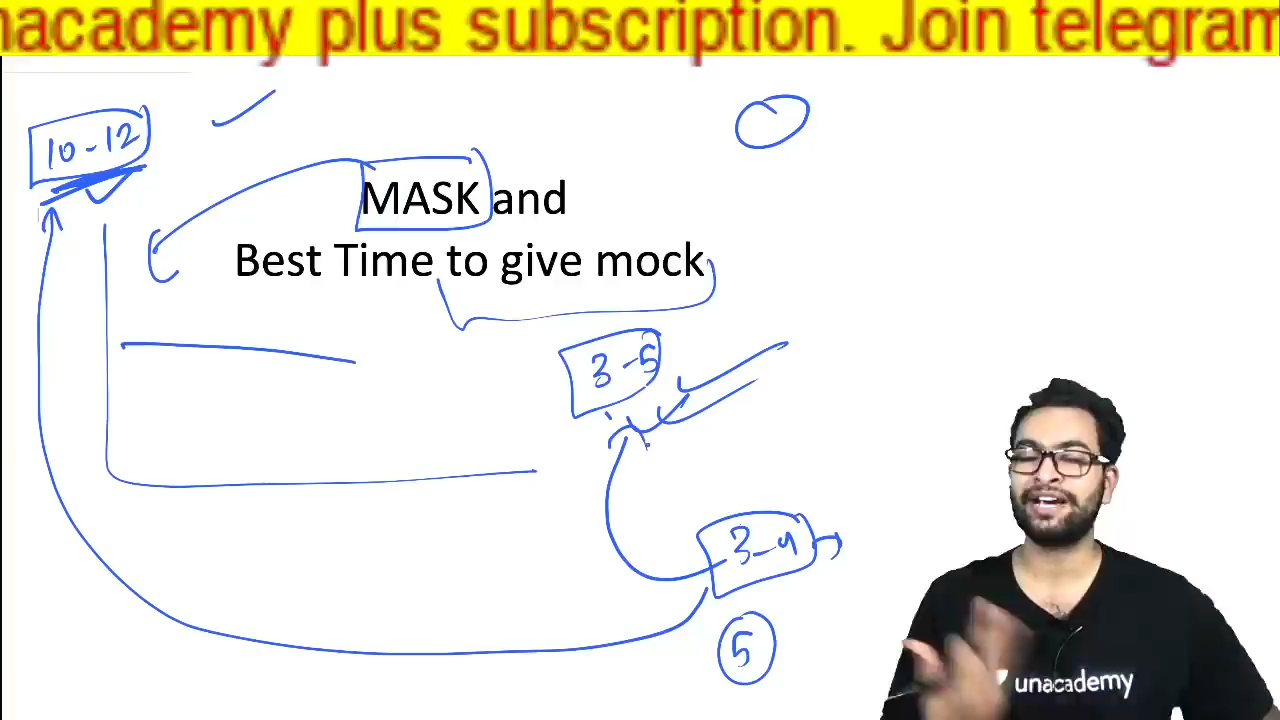 nacademy plus subscription. Join telegram
10-12
MASK and
Best Time to give mock
3-5
3-4
5
unacademy